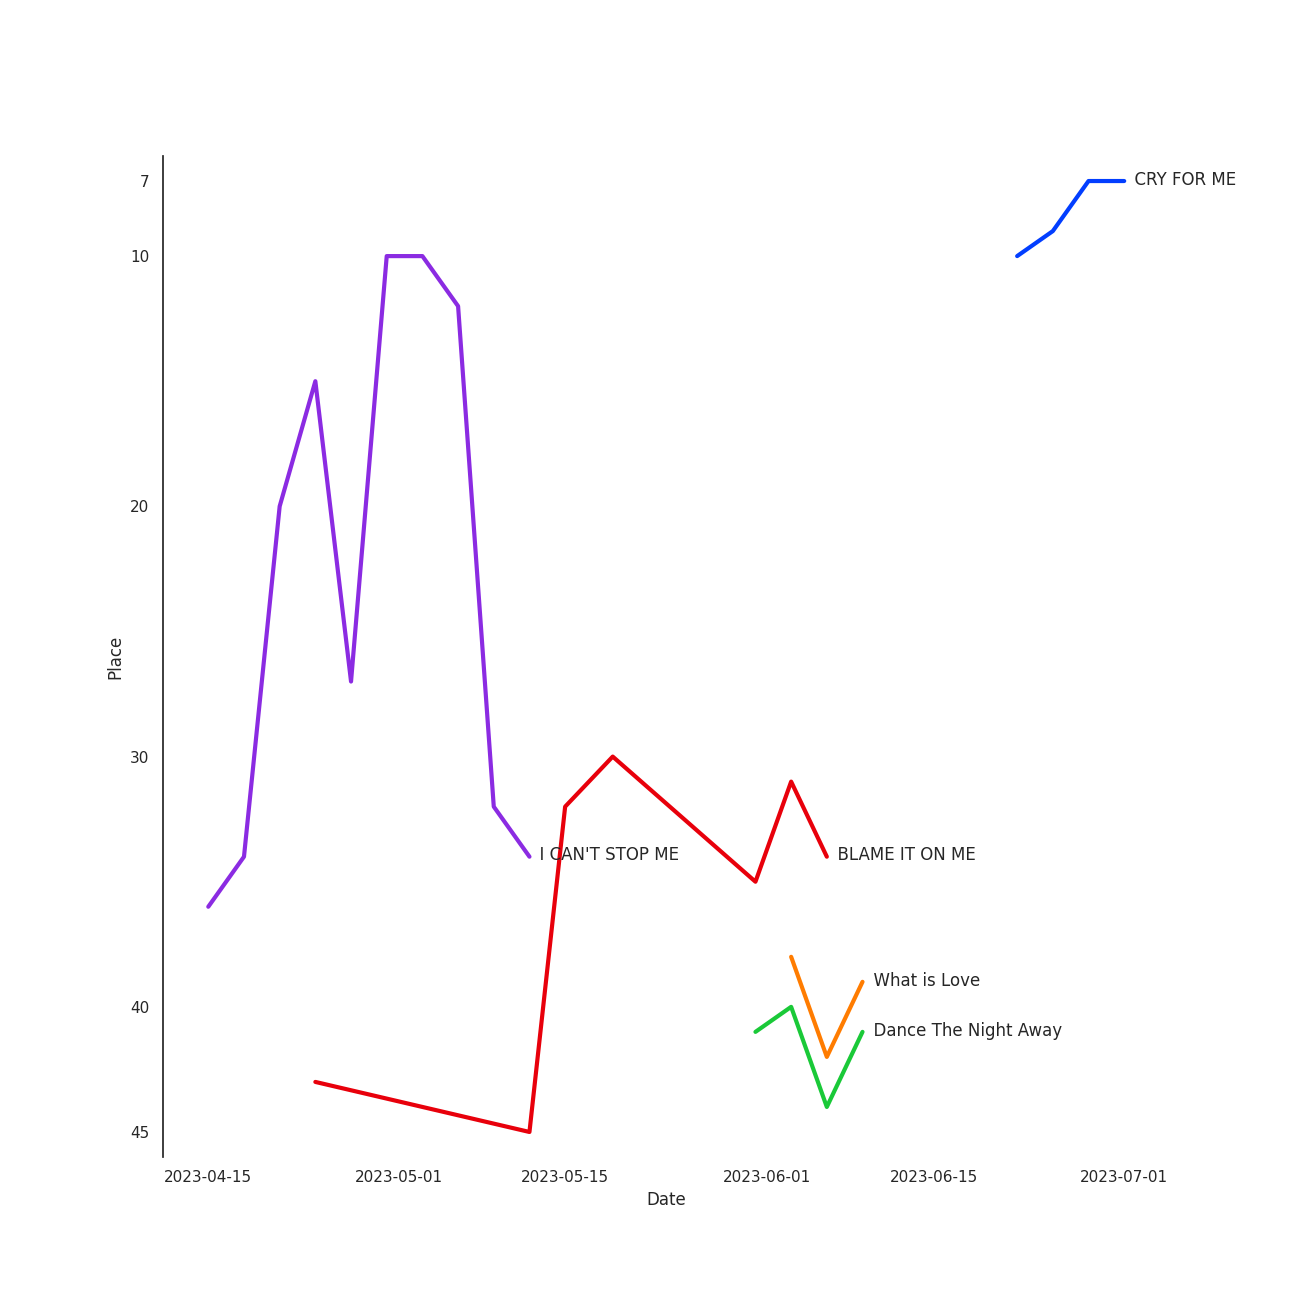 7
CRY FOR ME
10
20
Place
30
I CAN'T STOP ME
BLAME IT ON ME
What is Love
40
Dance The Night Away
45
2023-04-15 2023-05-01 2023-05-15 2023-06-01 2023-06-15 2023-07-01
Date